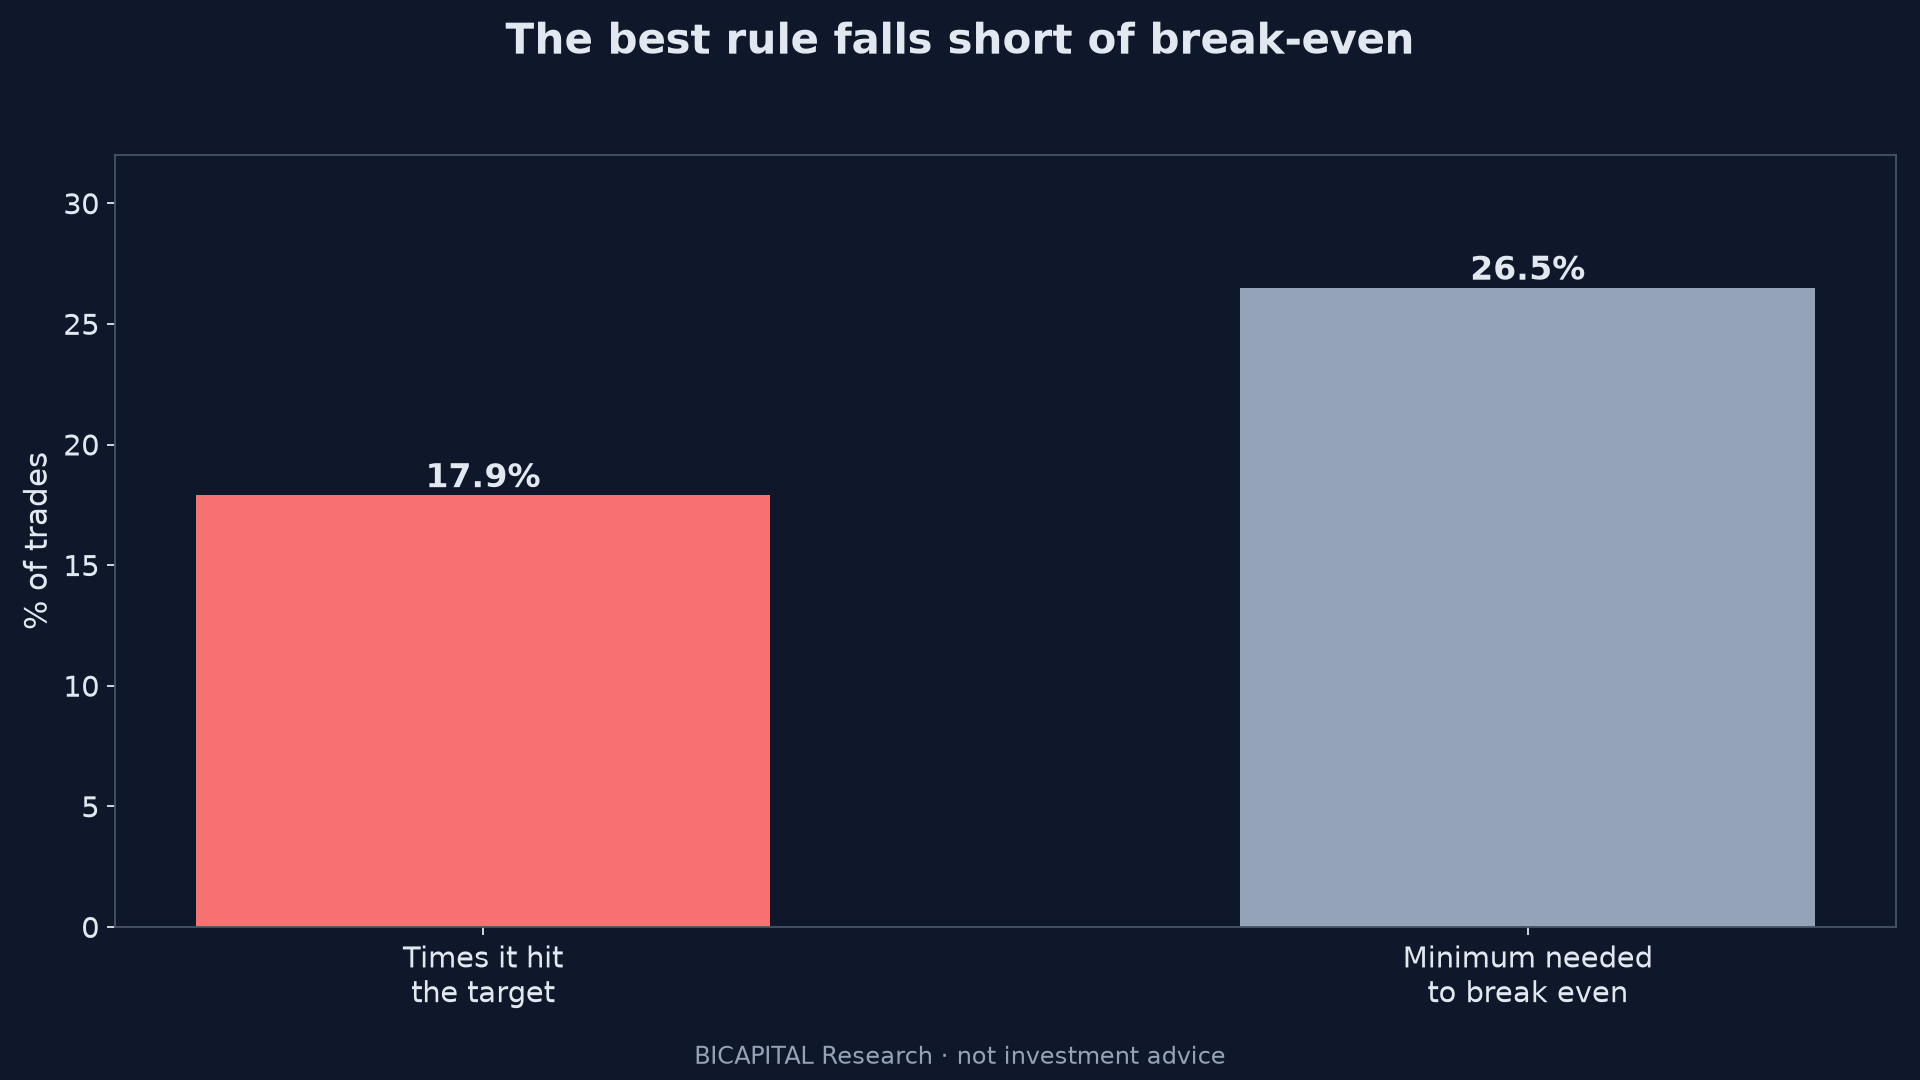 The best rule falls short of break-even
% of trades
30
25
20
15
10
5
0
17.9%
26.5%
Times it hit
the target
Minimum needed
to break even
BICAPITAL Research · not investment advice